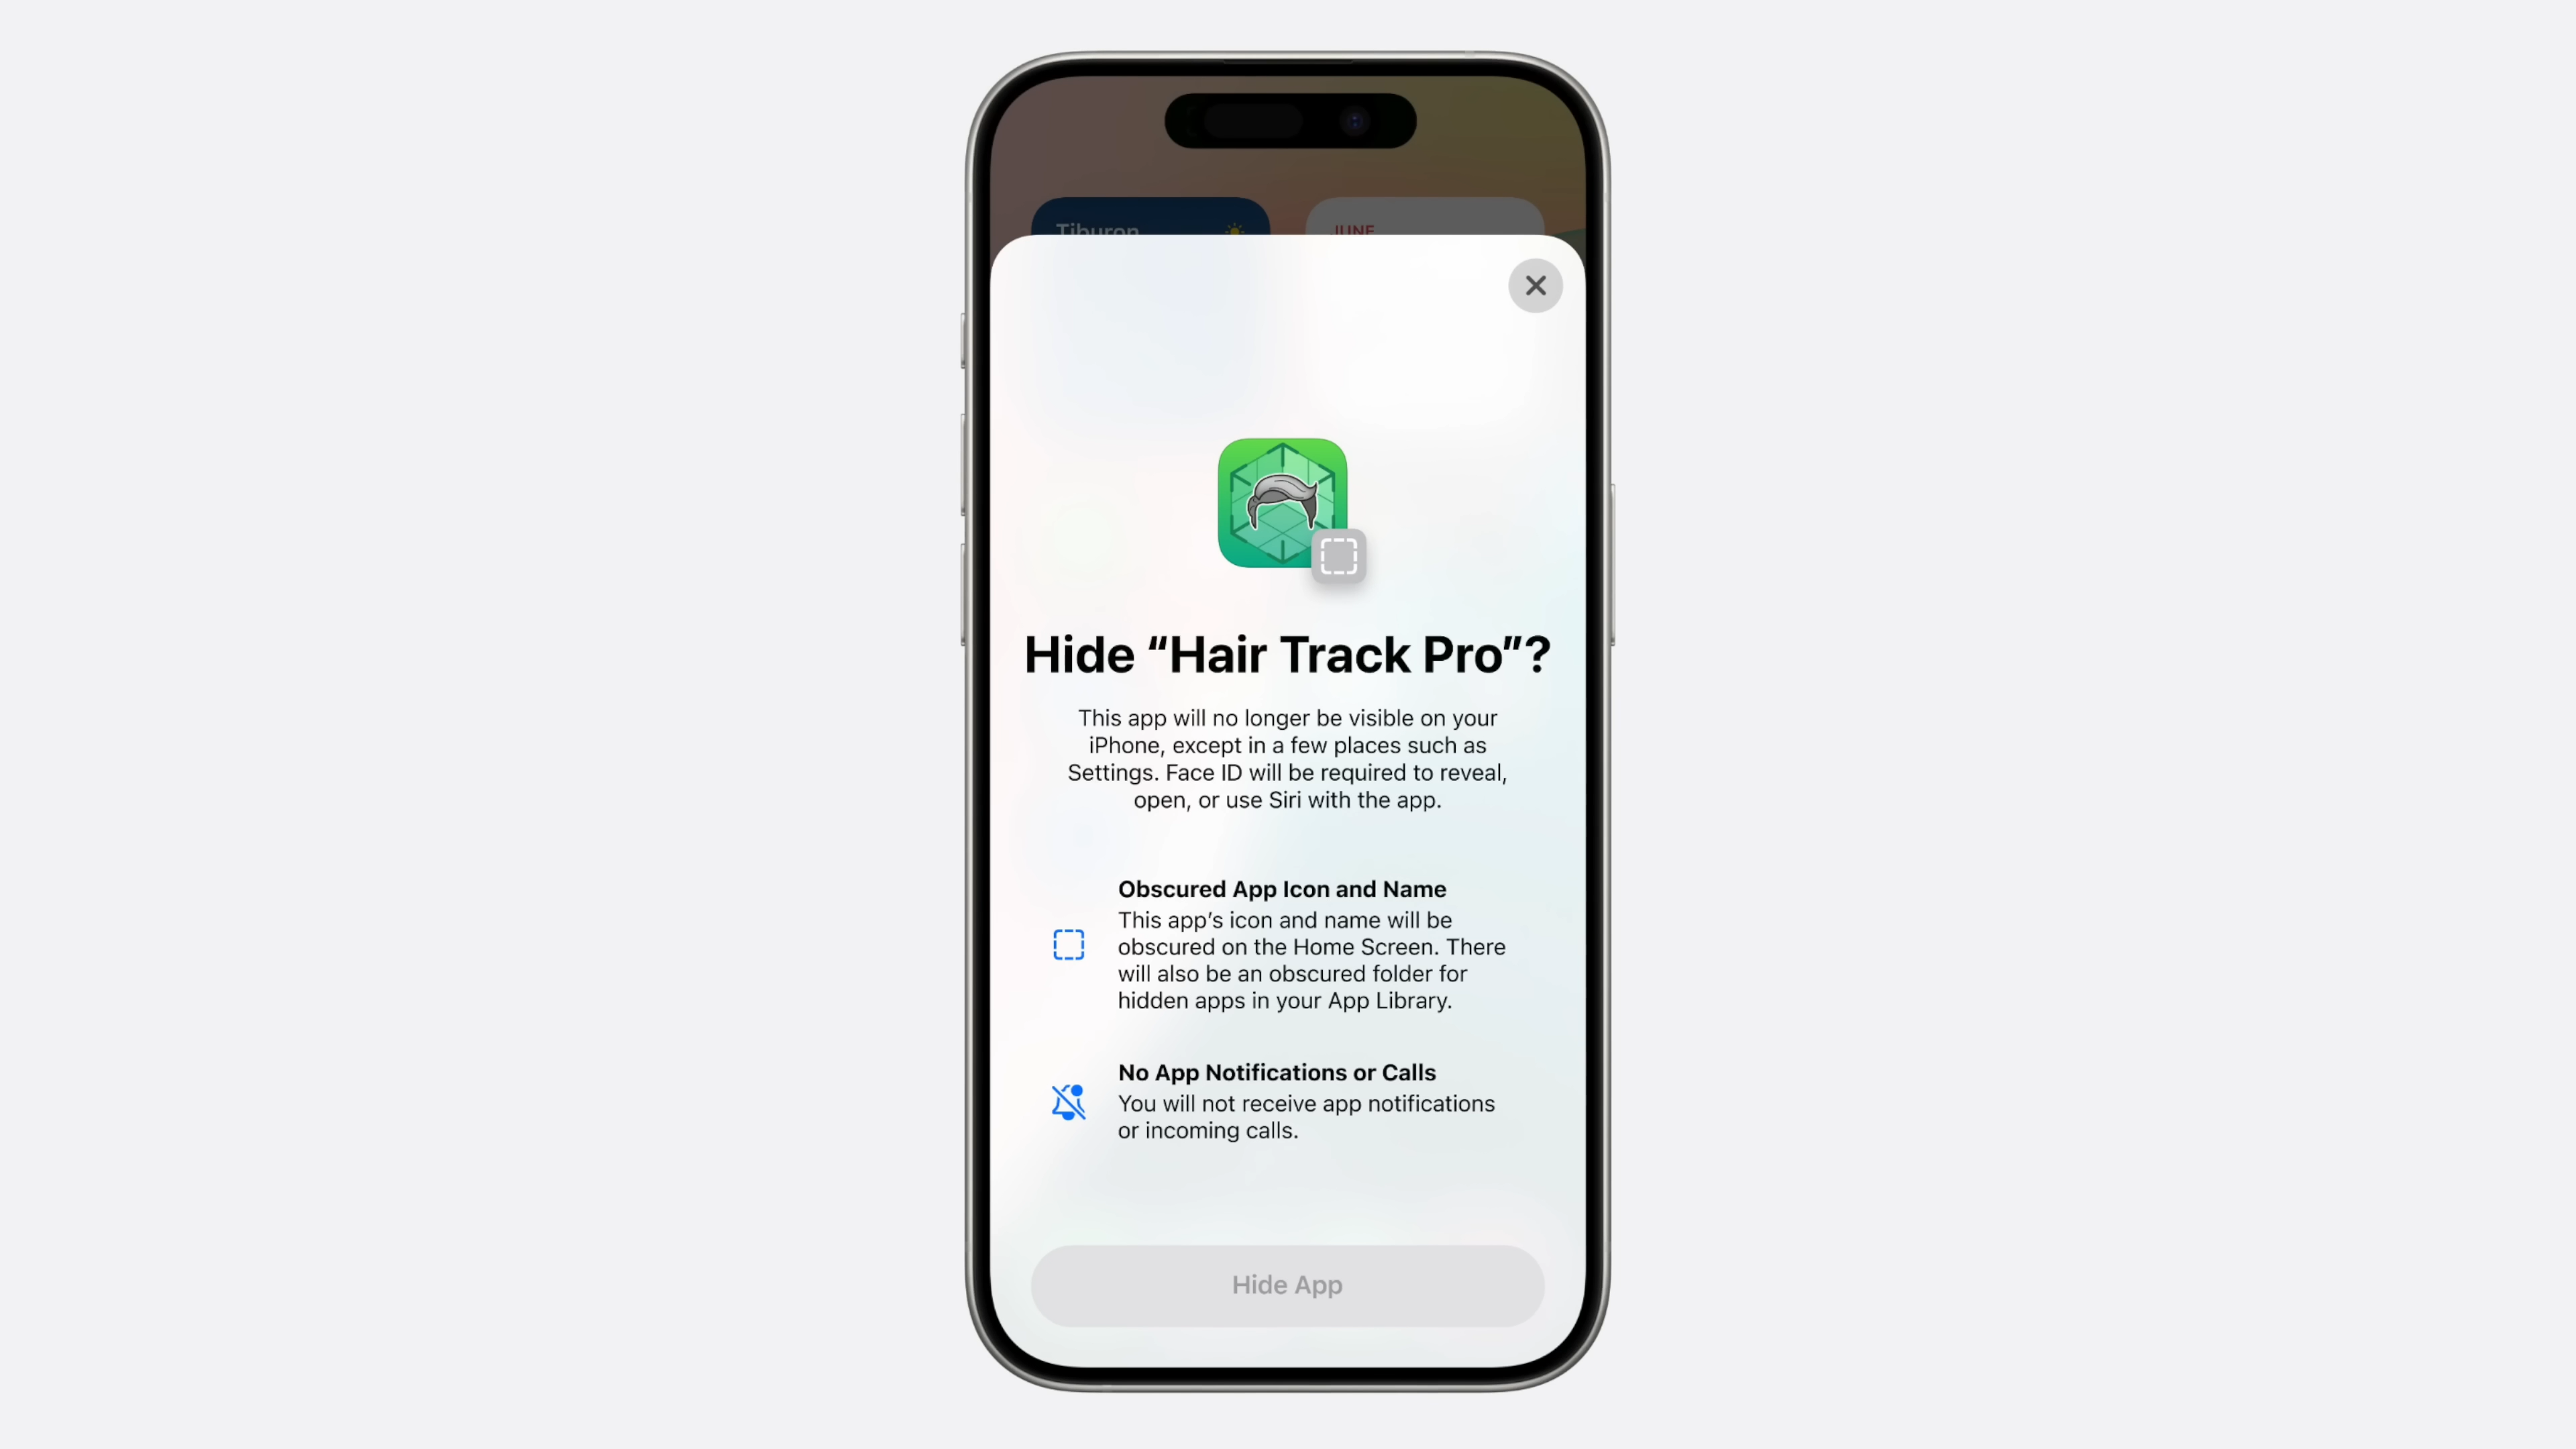 Tiburon
JUNE
Hide “Hair Track Pro”?
This app will no longer be visible on your
iPhone, except in a few places such as
Settings. Face ID will be required to reveal,
open, or use Siri with the app.
Obscured App Icon and Name
This app’s icon and name will be
obscured on the Home Screen. There
will also be an obscured folder for
hidden apps in your App Library.
No App Notifications or Calls
You will not receive app notifications
or incoming calls.
Hide App